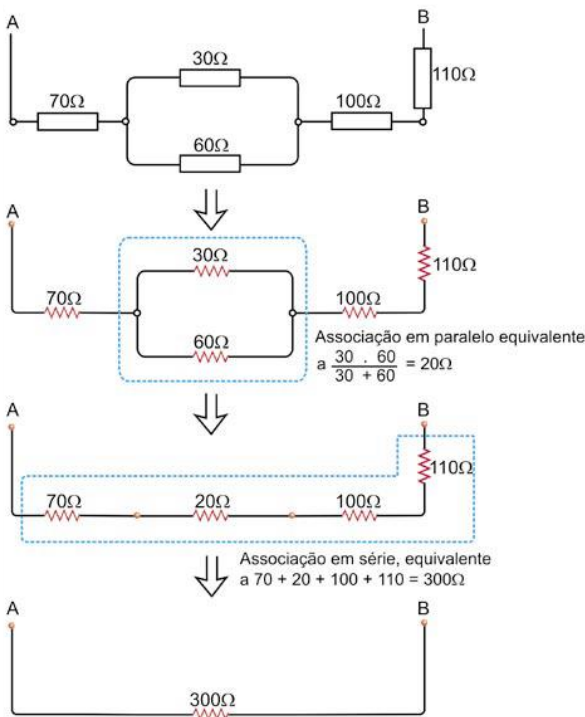 A
B
30Ω
110Ω
70Ω
100Ω
60Ω
A
B
30Ω
110Ω
70Ω
100Ω
60Ω
Associação em paralelo equivalente
a 30 . 60 / 30 + 60 = 20Ω
A
B
110Ω
70Ω
20Ω
100Ω
Associação em série, equivalente
a 70 + 20 + 100 + 110 = 300Ω
A
B
300Ω